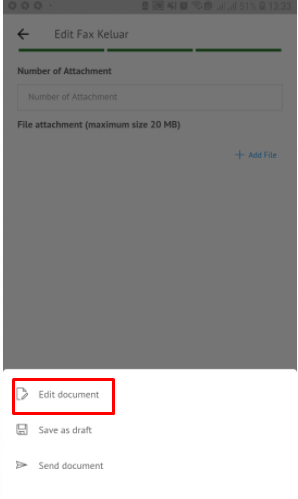 31% 13:33
Edit Fax Keluar
Number of Attachment
Number of Attachment
File attachment (maximum size 20 MB)
+ Add File
Edit document
Save as draft
Send document